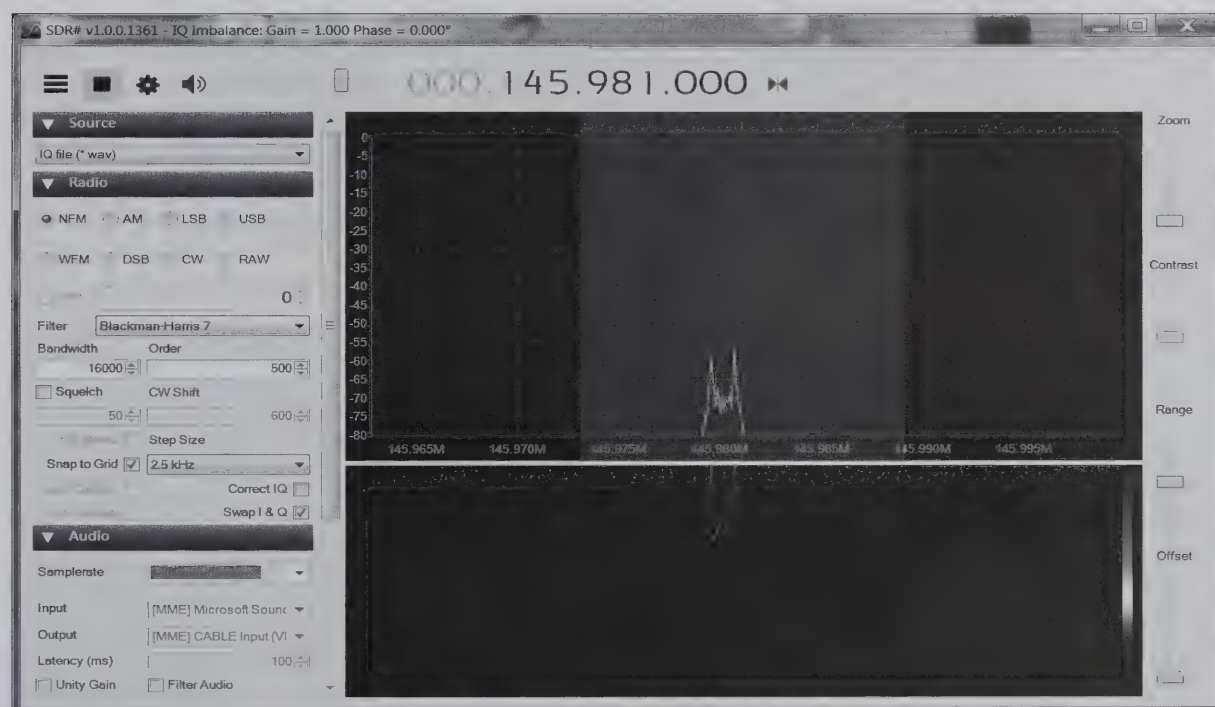 SDR# v1.0.0.1361 - IQ Imbalance: Gain = 1.000 Phase = 0.000°
000.145.981.000
Source
IQ file (*.wav)
Radio
NFM AM LSB USB
WFM DSB CW RAW
0
Filter Blackman-Harris 7
Bandwidth Order
16000 500
Squelch CW Shift
50 600
Step Size
Snap to Grid 2.5 kHz
Correct IQ
Swap I & Q
Audio
Samplerate
Input [MME] Microsoft Sound
Output [MME] CABLE Input (VI
Latency (ms) 100
Unity Gain Filter Audio
0
-5
-10
-15
-20
-25
-30
-35
-40
-45
-50
-55
-60
-65
-70
-75
-80
145.965M 145.970M 145.975M 145.980M 145.985M 145.990M 145.995M
Zoom
Contrast
Range
Offset